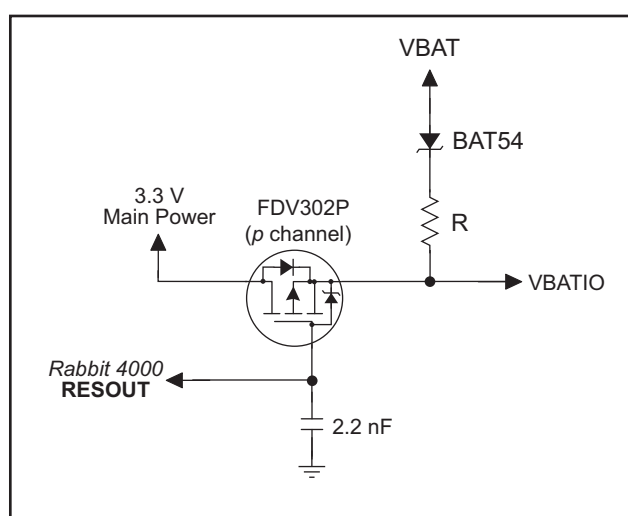 VBAT
BAT54
3.3 V
Main Power
FDV302P
(p channel)
R
VBATIO
Rabbit 4000
RESOUT
2.2 nF